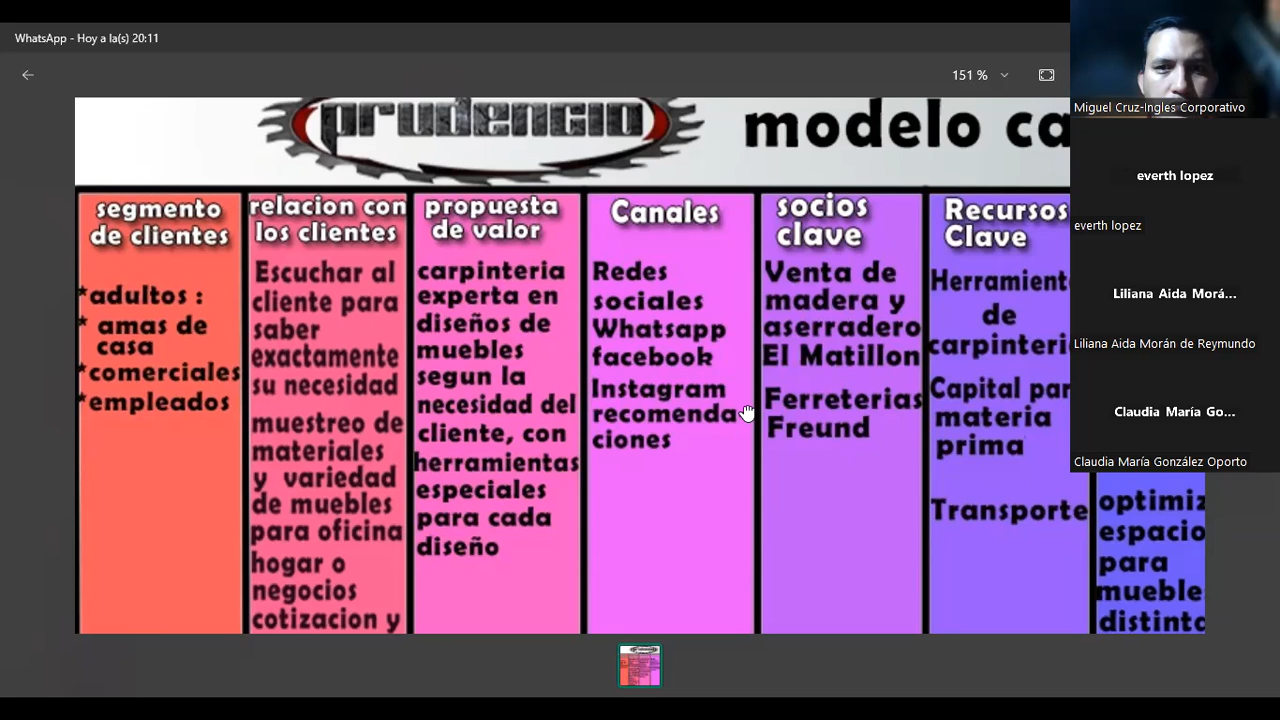 WhatsApp - Hoy a la(s) 20:11
151 %
prudencio
modelo ca
segmento
de clientes
*adultos :
* amas de
casa
*comerciales
*empleados
relacion con
los clientes
Escuchar al
cliente para
saber
exactamente
su necesidad
muestreo de
materiales
y variedad
de muebles
para oficina
hogar o
negocios
cotizacion y
propuesta
de valor
carpinteria
experta en
diseños de
muebles
segun la
necesidad del
cliente, con
herramientas
especiales
para cada
diseño
Canales
Redes
sociales
Whatsapp
facebook
Instagram
recomenda
ciones
socios
clave
Venta de
madera y
aserradero
El Matillon
Ferreterias
Freund
Recursos
Clave
Herramient
de
carpinteri
Capital par
materia
prima
Transporte
optimiz
espacio
para
mueble
distinto
Miguel Cruz-Ingles Corporativo
everth lopez
everth lopez
Liliana Aida Morá...
Liliana Aida Morán de Reymundo
Claudia María Go...
Claudia María González Oporto